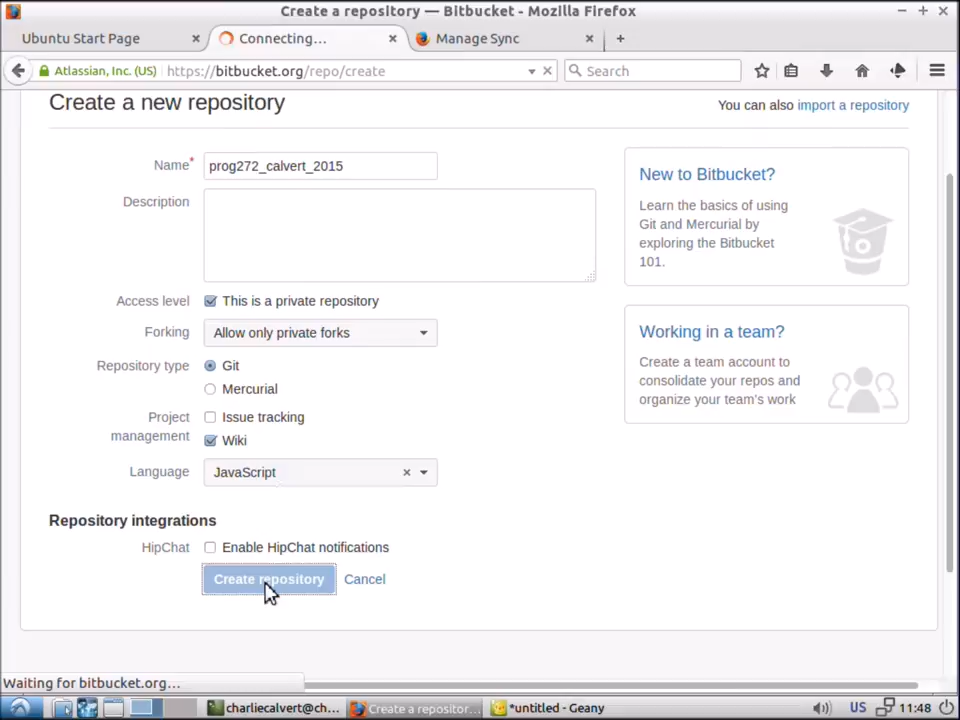 Create a repository — Bitbucket - Mozilla Firefox
Ubuntu Start Page
Connecting...
Manage Sync
Atlassian, Inc. (US)
https://bitbucket.org/repo/create
Search
Create a new repository
You can also import a repository
Name*
prog272_calvert_2015
Description
Access level
This is a private repository
Forking
Allow only private forks
Repository type
Git
Mercurial
Project management
Issue tracking
Wiki
Language
JavaScript
Repository integrations
HipChat
Enable HipChat notifications
Create repository
Cancel
New to Bitbucket?
Learn the basics of using
Git and Mercurial by
exploring the Bitbucket
101.
Working in a team?
Create a team account to
consolidate your repos and
organize your team's work
Waiting for bitbucket.org...
charliecalvert@ch...
Create a repositor...
*untitled - Geany
US
11:48